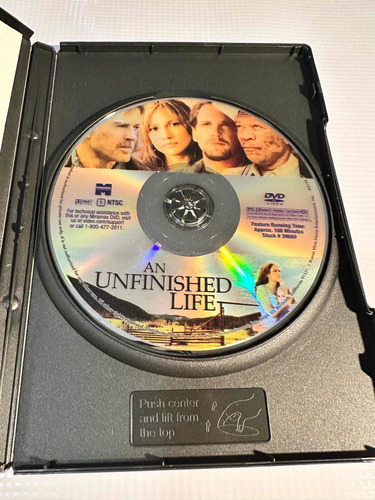 NTSC
For technical assistance with
this or any Miramax DVD, visit
us at video.com/support
or call 1-800-477-2811.
DVD
VIDEO
Feature Running Time:
Approx. 108 Minutes
Stock # 39669
AN
UNFINISHED
LIFE
Push center
and lift from
the top